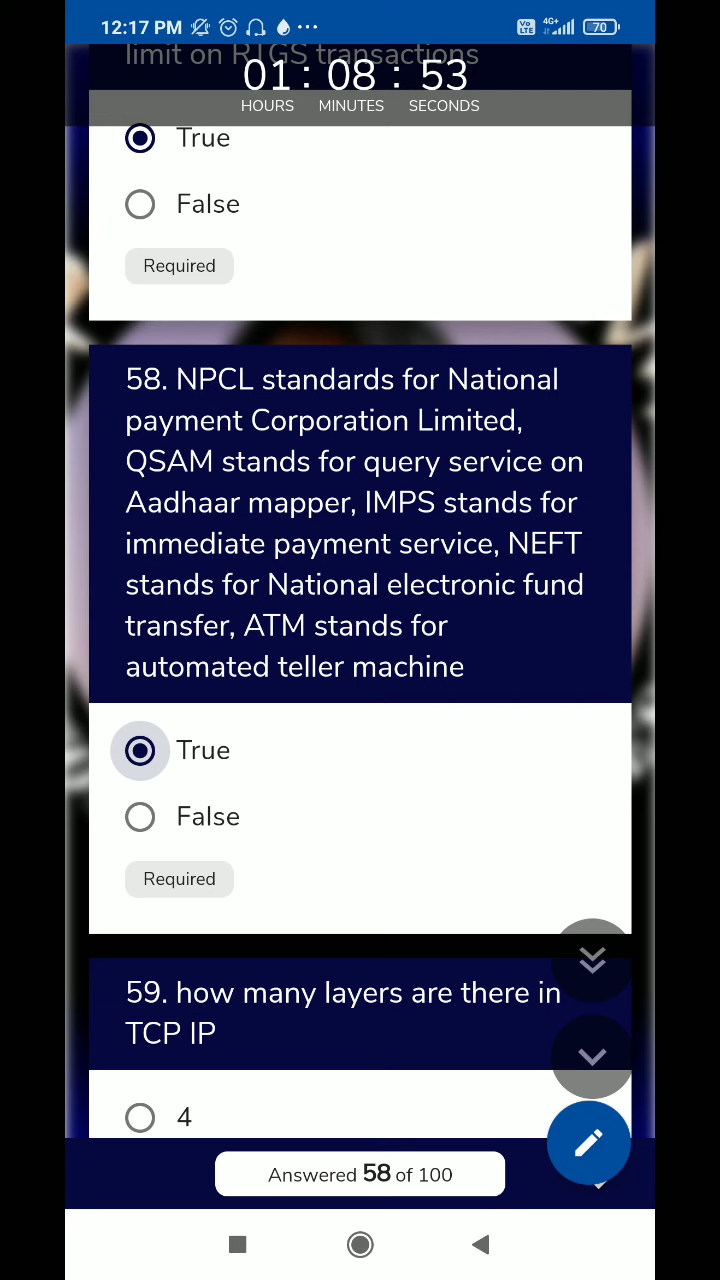 12:17 PM
Vo
LTE
4G+
70
limit on RTGS transactions
01 : 08 : 53
HOURS MINUTES SECONDS
True
False
Required
58. NPCL standards for National
payment Corporation Limited,
QSAM stands for query service on
Aadhaar mapper, IMPS stands for
immediate payment service, NEFT
stands for National electronic fund
transfer, ATM stands for
automated teller machine
True
False
Required
59. how many layers are there in
TCP IP
4
Answered 58 of 100